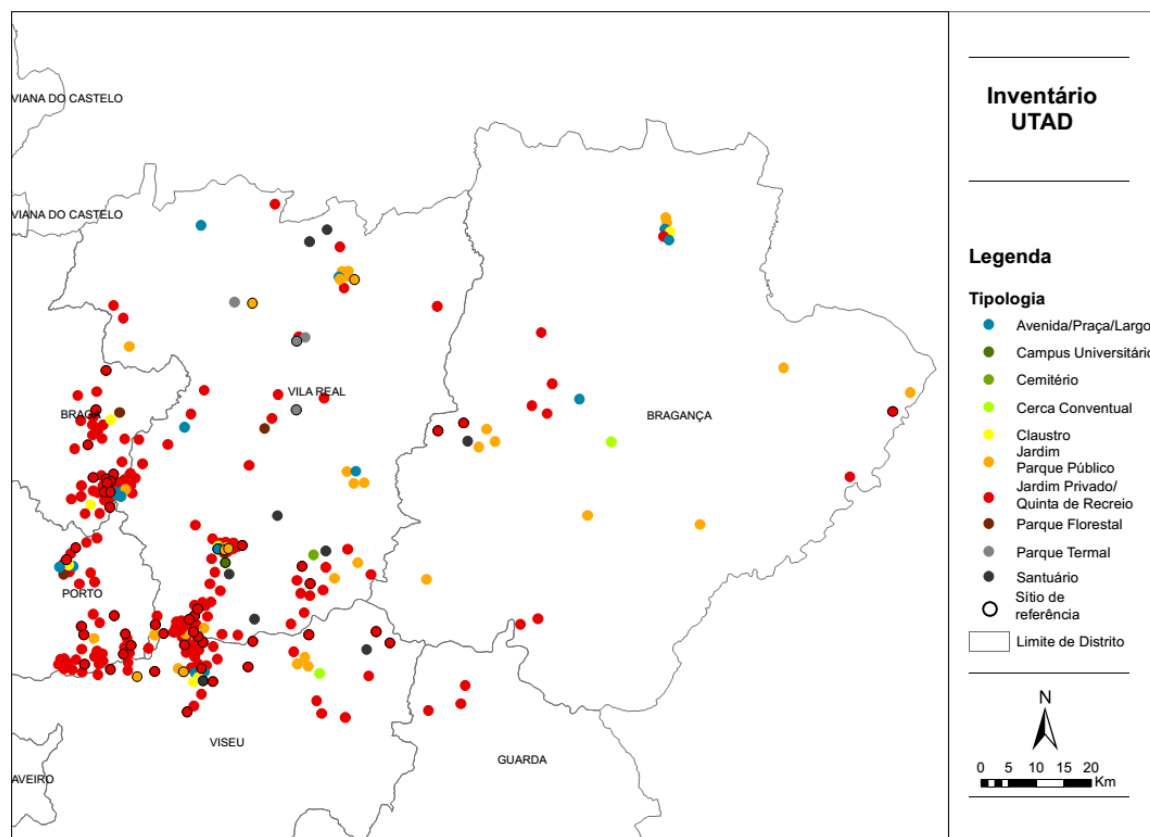 VIANA DO CASTELO
VIANA DO CASTELO
BRAGA
VILA REAL
BRAGANÇA
PORTO
VISEU
GUARDA
AVEIRO
Inventário
UTAD
Legenda
Tipologia
Avenida/Praça/Largo
Campus Universitário
Cemitério
Cerca Conventual
Claustro
Jardim
Parque Público
Jardim Privado/
Quinta de Recreio
Parque Florestal
Parque Termal
Santuário
Sítio de
referência
Limite de Distrito
N
0 5 10 15 20
Km